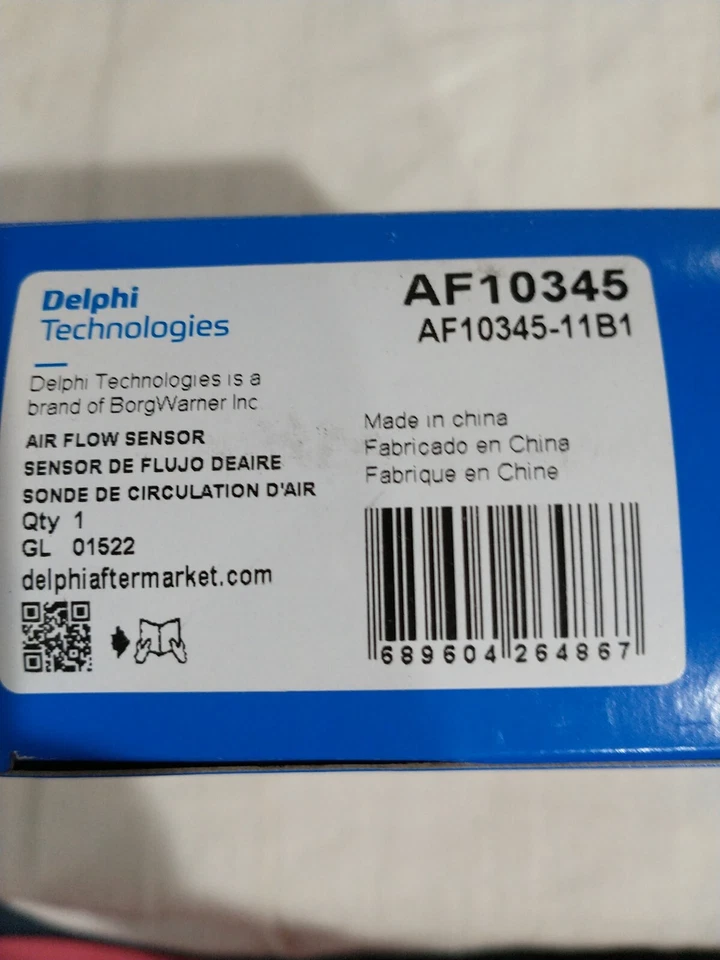 Delphi
Technologies
AF10345
AF10345-11B1
Delphi Technologies is a
brand of BorgWarner Inc
AIR FLOW SENSOR
SENSOR DE FLUJO DEAIRE
SONDE DE CIRCULATION D'AIR
Qty 1
GL 01522
delphiaftermarket.com
Made in china
Fabricado en China
Fabrique en Chine
689604264867